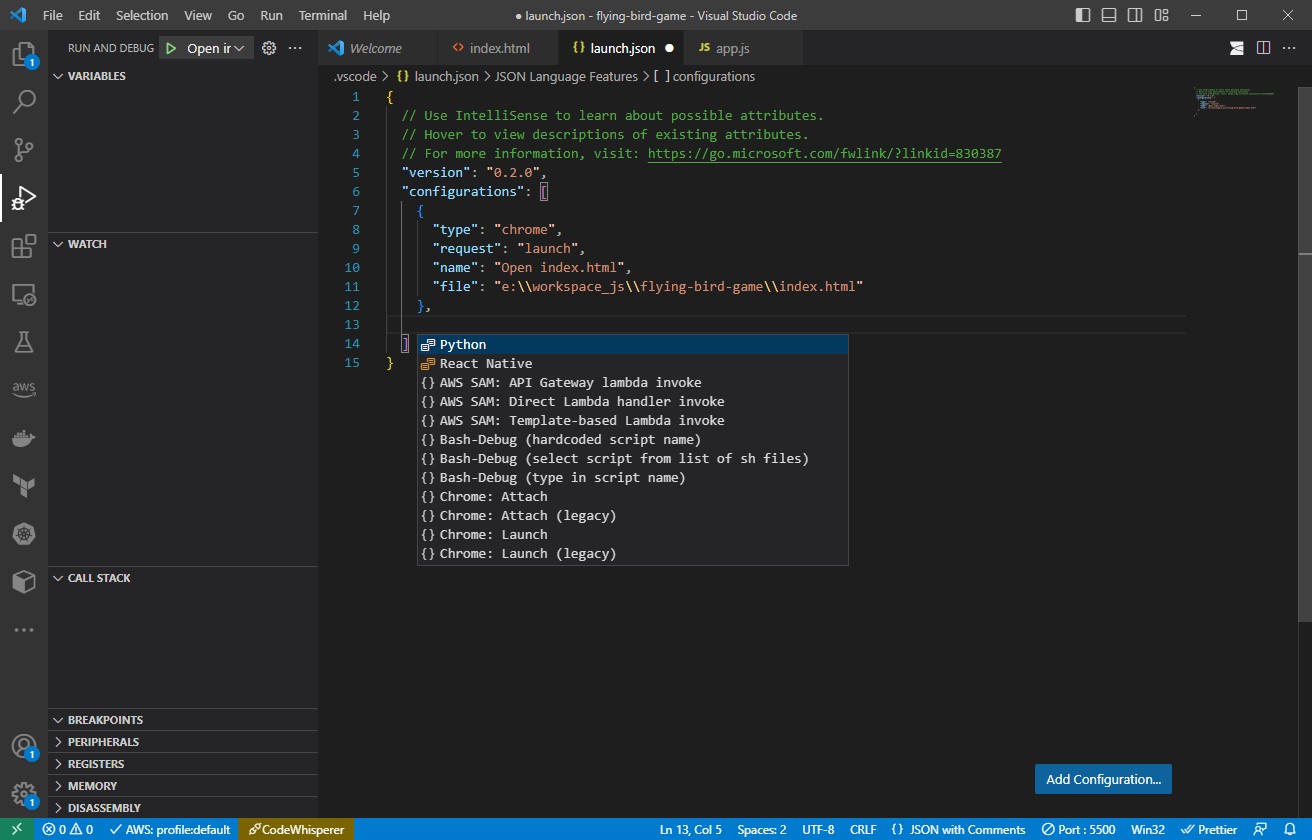 File Edit Selection View Go Run Terminal Help ● launch.json - flying-bird-game - Visual Studio Code
RUN AND DEBUG Open in ···
Welcome index.html {} launch.json ● JS app.js ···
.vscode > {} launch.json > JSON Language Features > [ ] configurations
VARIABLES
WATCH
CALL STACK
BREAKPOINTS
PERIPHERALS
REGISTERS
MEMORY
DISASSEMBLY
1
aws
1
1
1 {
2 // Use IntelliSense to learn about possible attributes.
3 // Hover to view descriptions of existing attributes.
4 // For more information, visit: https://go.microsoft.com/fwlink/?linkid=830387
5 "version": "0.2.0",
6 "configurations": [
7 {
8 "type": "chrome",
9 "request": "launch",
10 "name": "Open index.html",
11 "file": "e:\\workspace_js\\flying-bird-game\\index.html"
12 },
13
14 ]
15 }
Python
React Native
{} AWS SAM: API Gateway lambda invoke
{} AWS SAM: Direct Lambda handler invoke
{} AWS SAM: Template-based Lambda invoke
{} Bash-Debug (hardcoded script name)
{} Bash-Debug (select script from list of sh files)
{} Bash-Debug (type in script name)
{} Chrome: Attach
{} Chrome: Attach (legacy)
{} Chrome: Launch
{} Chrome: Launch (legacy)
Add Configuration...
0 0 AWS: profile:default CodeWhisperer Ln 13, Col 5 Spaces: 2 UTF-8 CRLF {} JSON with Comments Port : 5500 Win32 Prettier